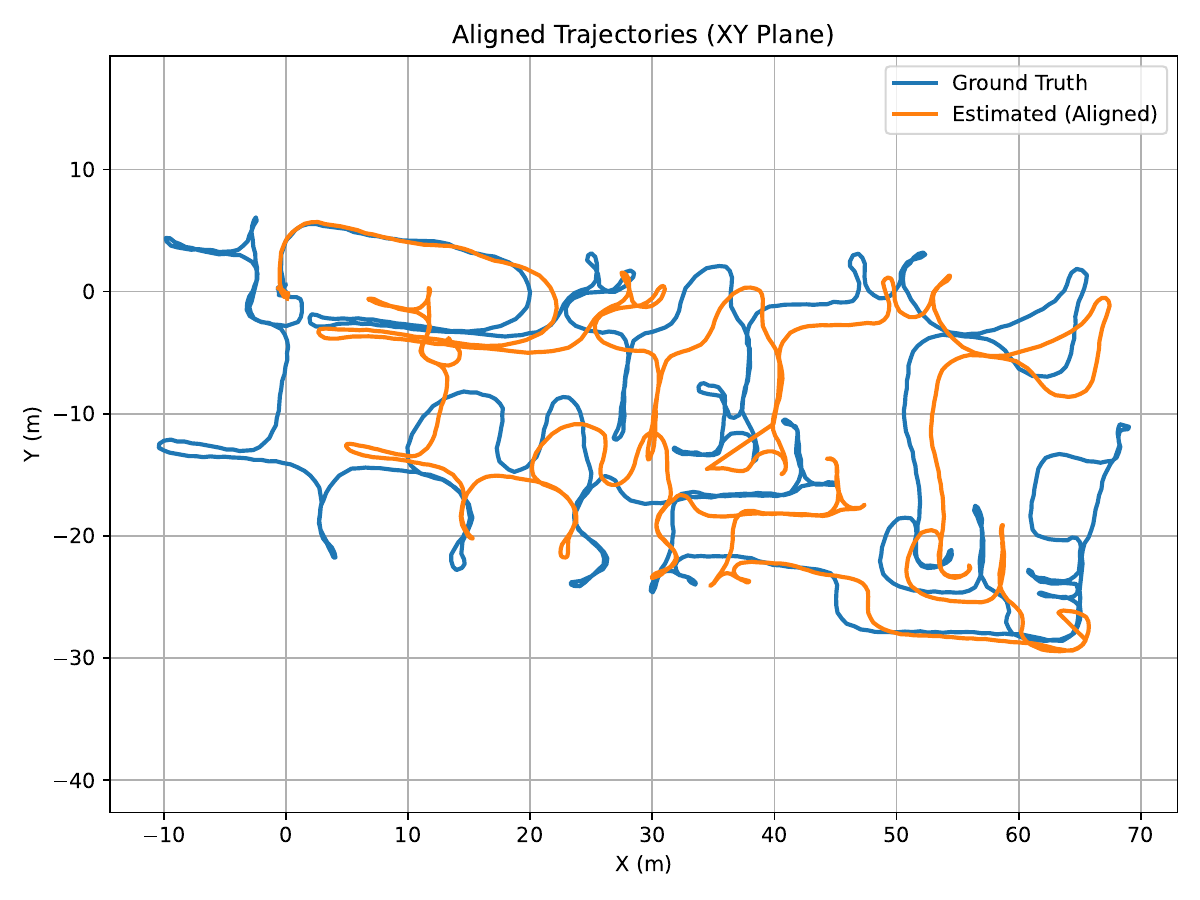 Aligned Trajectories (XY Plane)
Ground Truth
Estimated (Aligned)
10
0
−10
−20
−30
−40
Y (m)
−10 0 10 20 30 40 50 60 70
X (m)